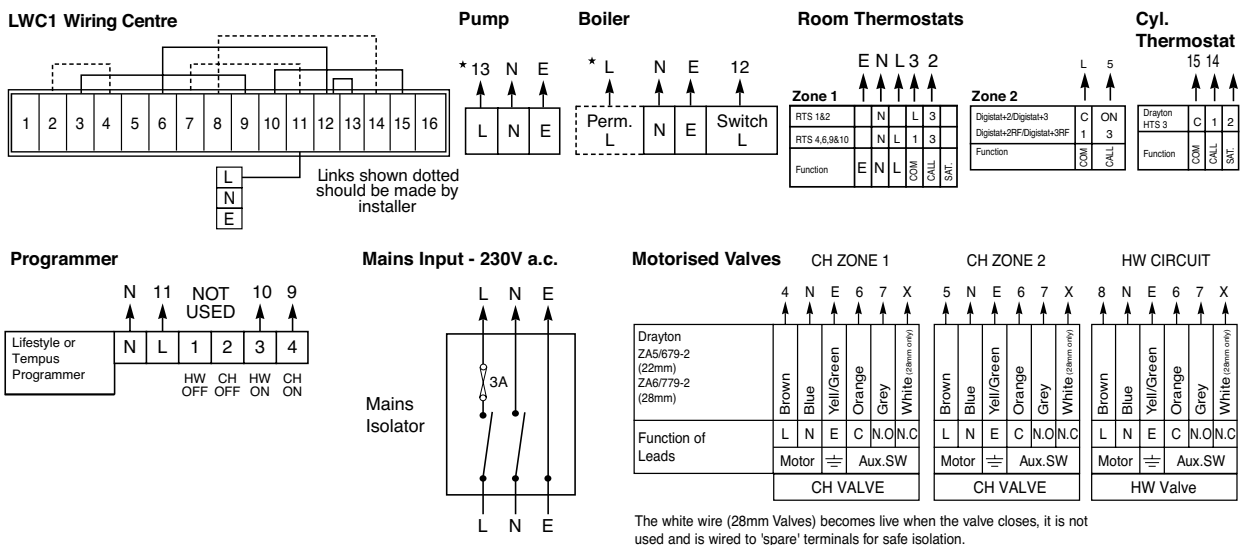 LWC1 Wiring Centre
1 2 3 4 5 6 7 8 9 10 11 12 13 14 15 16
L
N
E
Links shown dotted
should be made by
installer
Pump
* 13 N E
L N E
Boiler
* L N E 12
Perm. L N E Switch L
Room Thermostats
E N L 3 2
Zone 1
RTS 1&2 N L 3
RTS 4,6,9&10 N L 1 3
Function E N L COM CALL SAT.
L 5
Zone 2
Digistat+2/Digistat+3 C ON
Digistat+2RF/Digistat+3RF 1 3
Function COM CALL
Cyl.
Thermostat
15 14
Drayton
HTS 3 C 1 2
Function COM CALL SAT.
Programmer
N 11 NOT USED 10 9
Lifestyle or
Tempus
Programmer
N L 1 2 3 4
HW OFF CH OFF HW ON CH ON
Mains Input - 230V a.c.
L N E
3A
Mains
Isolator
L N E
Motorised Valves
CH ZONE 1
4 N E 6 7 X
CH ZONE 2
5 N E 6 7 X
HW CIRCUIT
8 N E 6 7 X
Drayton
ZA5/679-2
(22mm)
ZA6/779-2
(28mm)
Brown Blue Yell/Green Orange Grey White (28mm only)
Brown Blue Yell/Green Orange Grey White (28mm only)
Brown Blue Yell/Green Orange Grey White (28mm only)
Function of
Leads
L N E C N.O N.C
L N E C N.O N.C
L N E C N.O N.C
Motor Aux.SW
Motor Aux.SW
Motor Aux.SW
CH VALVE
CH VALVE
HW Valve
The white wire (28mm Valves) becomes live when the valve closes, it is not
used and is wired to 'spare' terminals for safe isolation.